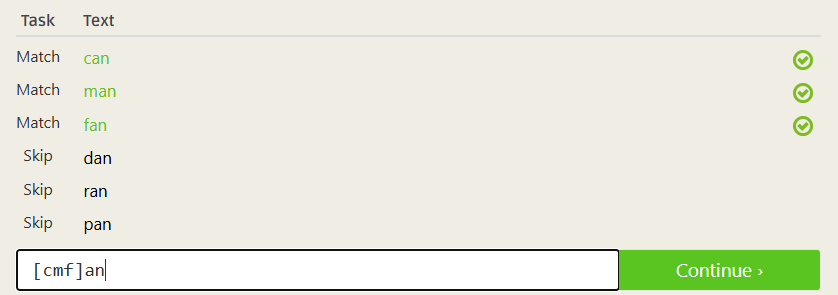 Task Text
Match can
Match man
Match fan
Skip dan
Skip ran
Skip pan
[cmf]an Continue ›